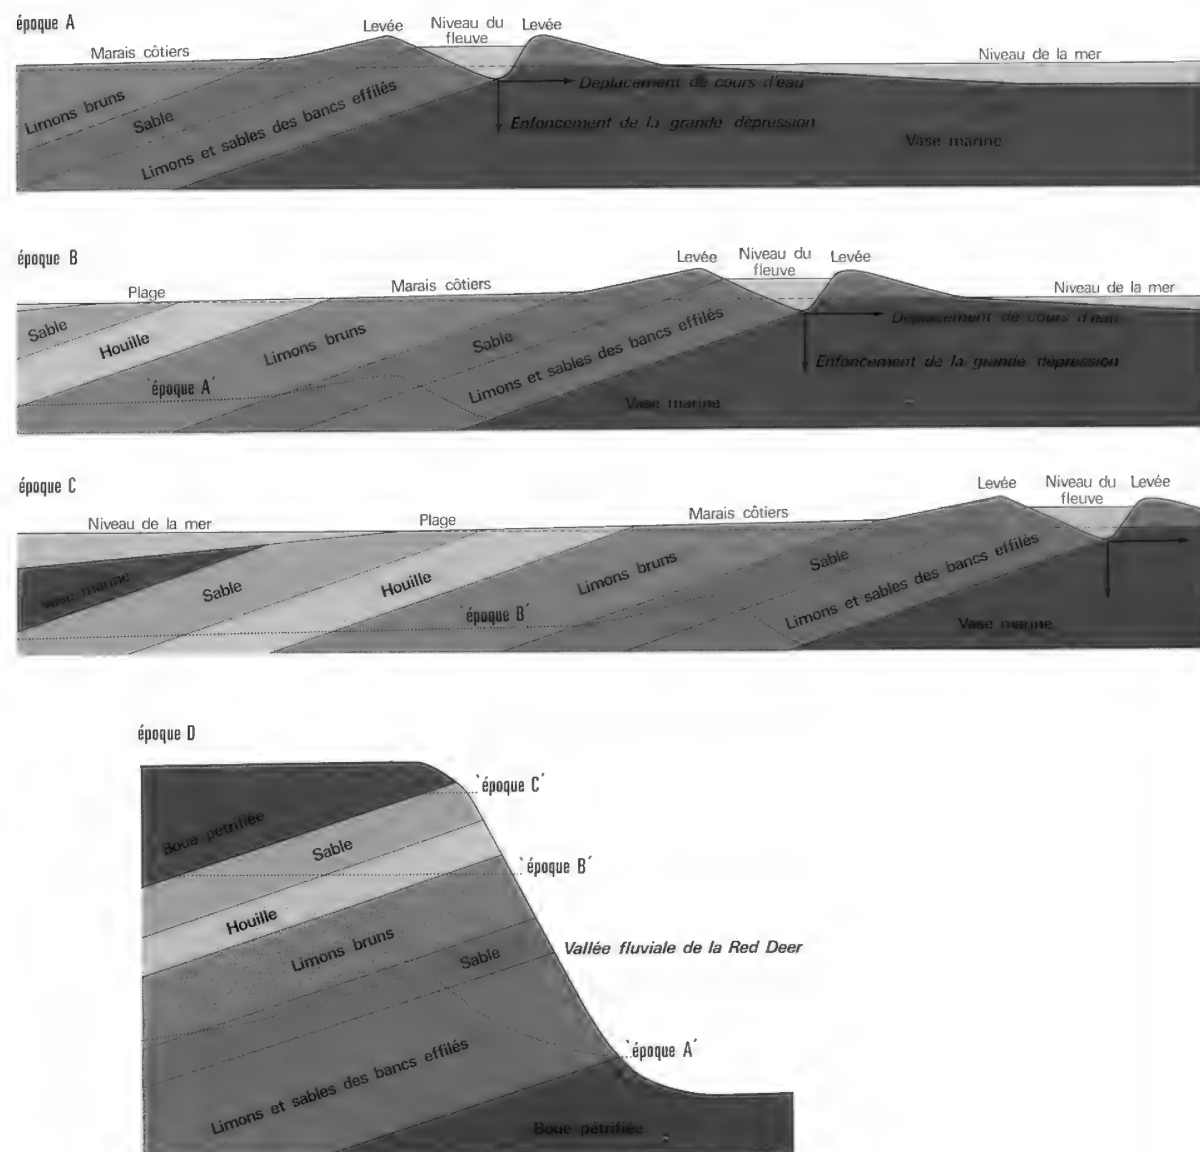 époque A
Levée
Niveau du
fleuve
Levée
Marais côtiers
Niveau de la mer
Limons bruns
Sable
Limons et sables des bancs effilés
Deplacement de cours d'eau
Enfoncement de la grande dépression
Vase marine
époque B
Levée
Niveau du
fleuve
Levée
Plage
Marais côtiers
Niveau de la mer
Sable
Houille
Limons bruns
Sable
Limons et sables des bancs effilés
Déplacement de cours d'eau
Enfoncement de la grande dépression
'époque A'
Vase marine
époque C
Levée
Niveau du
fleuve
Levée
Niveau de la mer
Plage
Marais côtiers
Vase marine
Sable
Houille
Limons bruns
Sable
Limons et sables des bancs effilés
'époque B'
Vase marine
époque D
'époque C'
Boue pétrifiée
Sable
'époque B'
Houille
Limons bruns
Sable
Vallée fluviale de la Red Deer
'époque A'
Limons et sables des bancs effilés
Boue pétrifiée